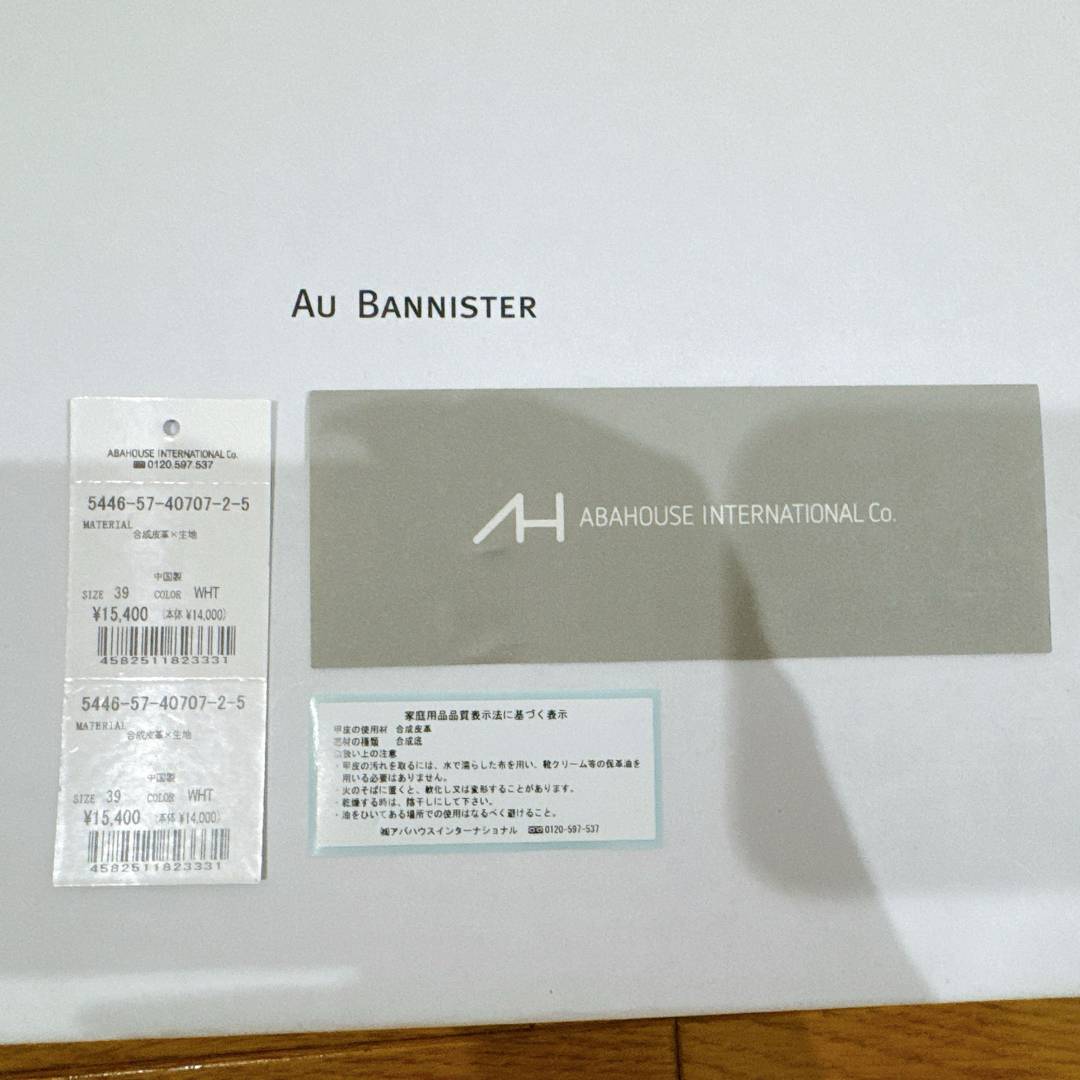 Au Bannister
ABAHOUSE INTERNATIONAL Co.
0120.597.537
5446-57-40707-2-5
MATERIAL
合成皮革×生地
中国製
SIZE 39 COLOR WHT
¥15,400 (本体 ¥14,000)
4582511823331
5446-57-40707-2-5
MATERIAL
合成皮革×生地
中国製
SIZE 39 COLOR WHT
¥15,400 (本体 ¥14,000)
4582511823331
AH ABAHOUSE INTERNATIONAL Co.
家庭用品品質表示法に基づく表示
甲皮の使用材 合成皮革
底材の種類 合成底
取扱い上の注意
・甲皮の汚れを取るには、水で濡らした布を用い、靴クリーム等の保革油を
用いる必要はありません。
・火のそばに置くと、軟化し又は変形することがあります。
・乾燥する時は、陰干しにして下さい。
・油をひいてある場所での使用はなるべく避けること。
㈱アバハウスインターナショナル 0120-597-537